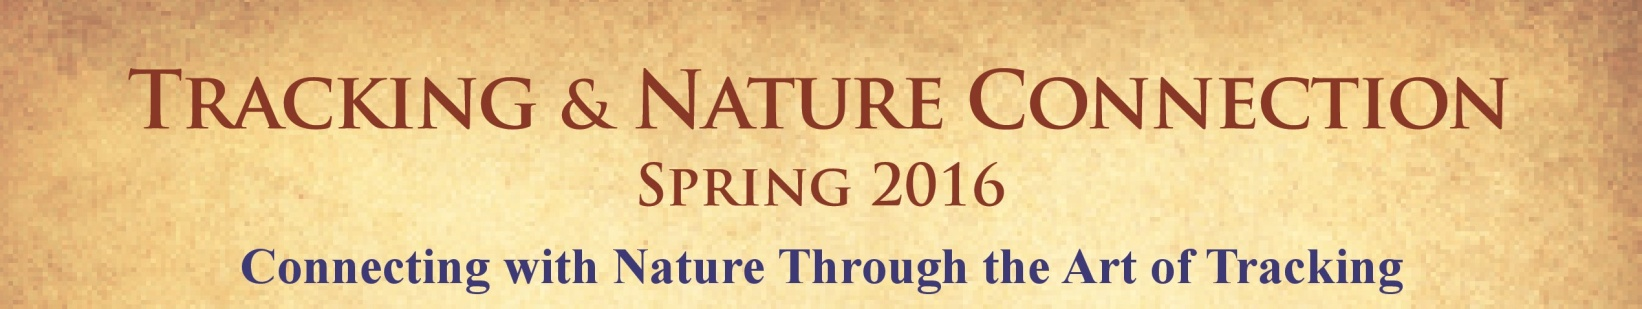 Tracking & Nature Connection
Spring 2016
Connecting with Nature Through the Art of Tracking